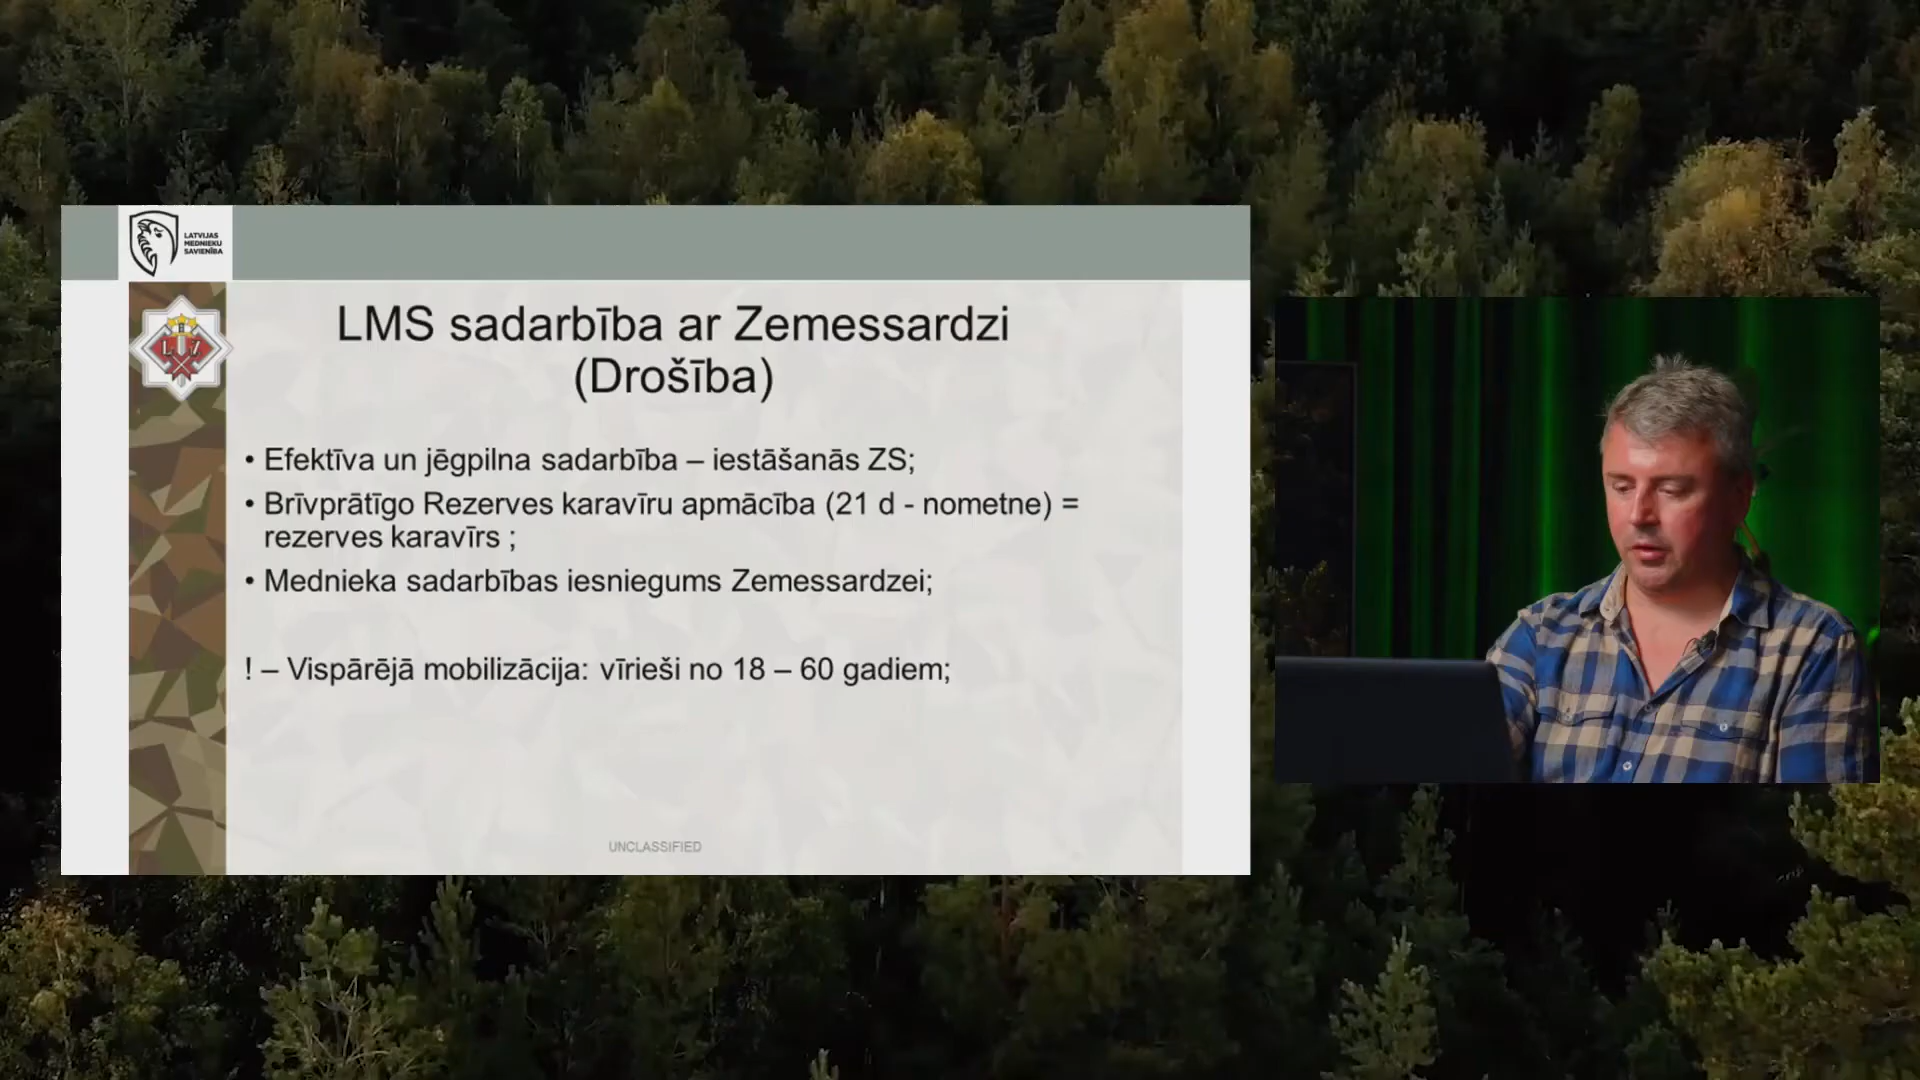 LATVIJAS
MEDNIEKU
SAVIENĪBA
LMS sadarbība ar Zemessardzi
(Drošība)
• Efektīva un jēgpilna sadarbība – iestāšanās ZS;
• Brīvprātīgo Rezerves karavīru apmācība (21 d - nometne) =
rezerves karavīrs ;
• Mednieka sadarbības iesniegums Zemessardzei;
! – Vispārējā mobilizācija: vīrieši no 18 – 60 gadiem;
UNCLASSIFIED